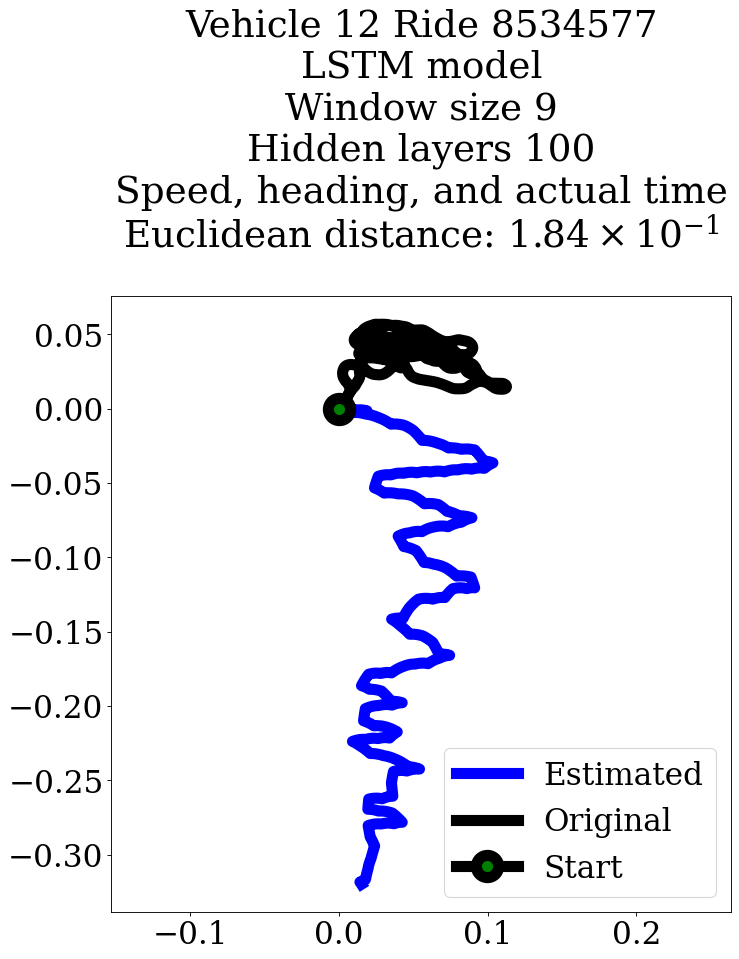 Vehicle 12 Ride 8534577
LSTM model
Window size 9
Hidden layers 100
Speed, heading, and actual time
Euclidean distance: 1.84 × 10⁻¹
0.05
0.00
−0.05
−0.10
−0.15
−0.20
−0.25
−0.30
Estimated
Original
Start
−0.1
0.0
0.1
0.2